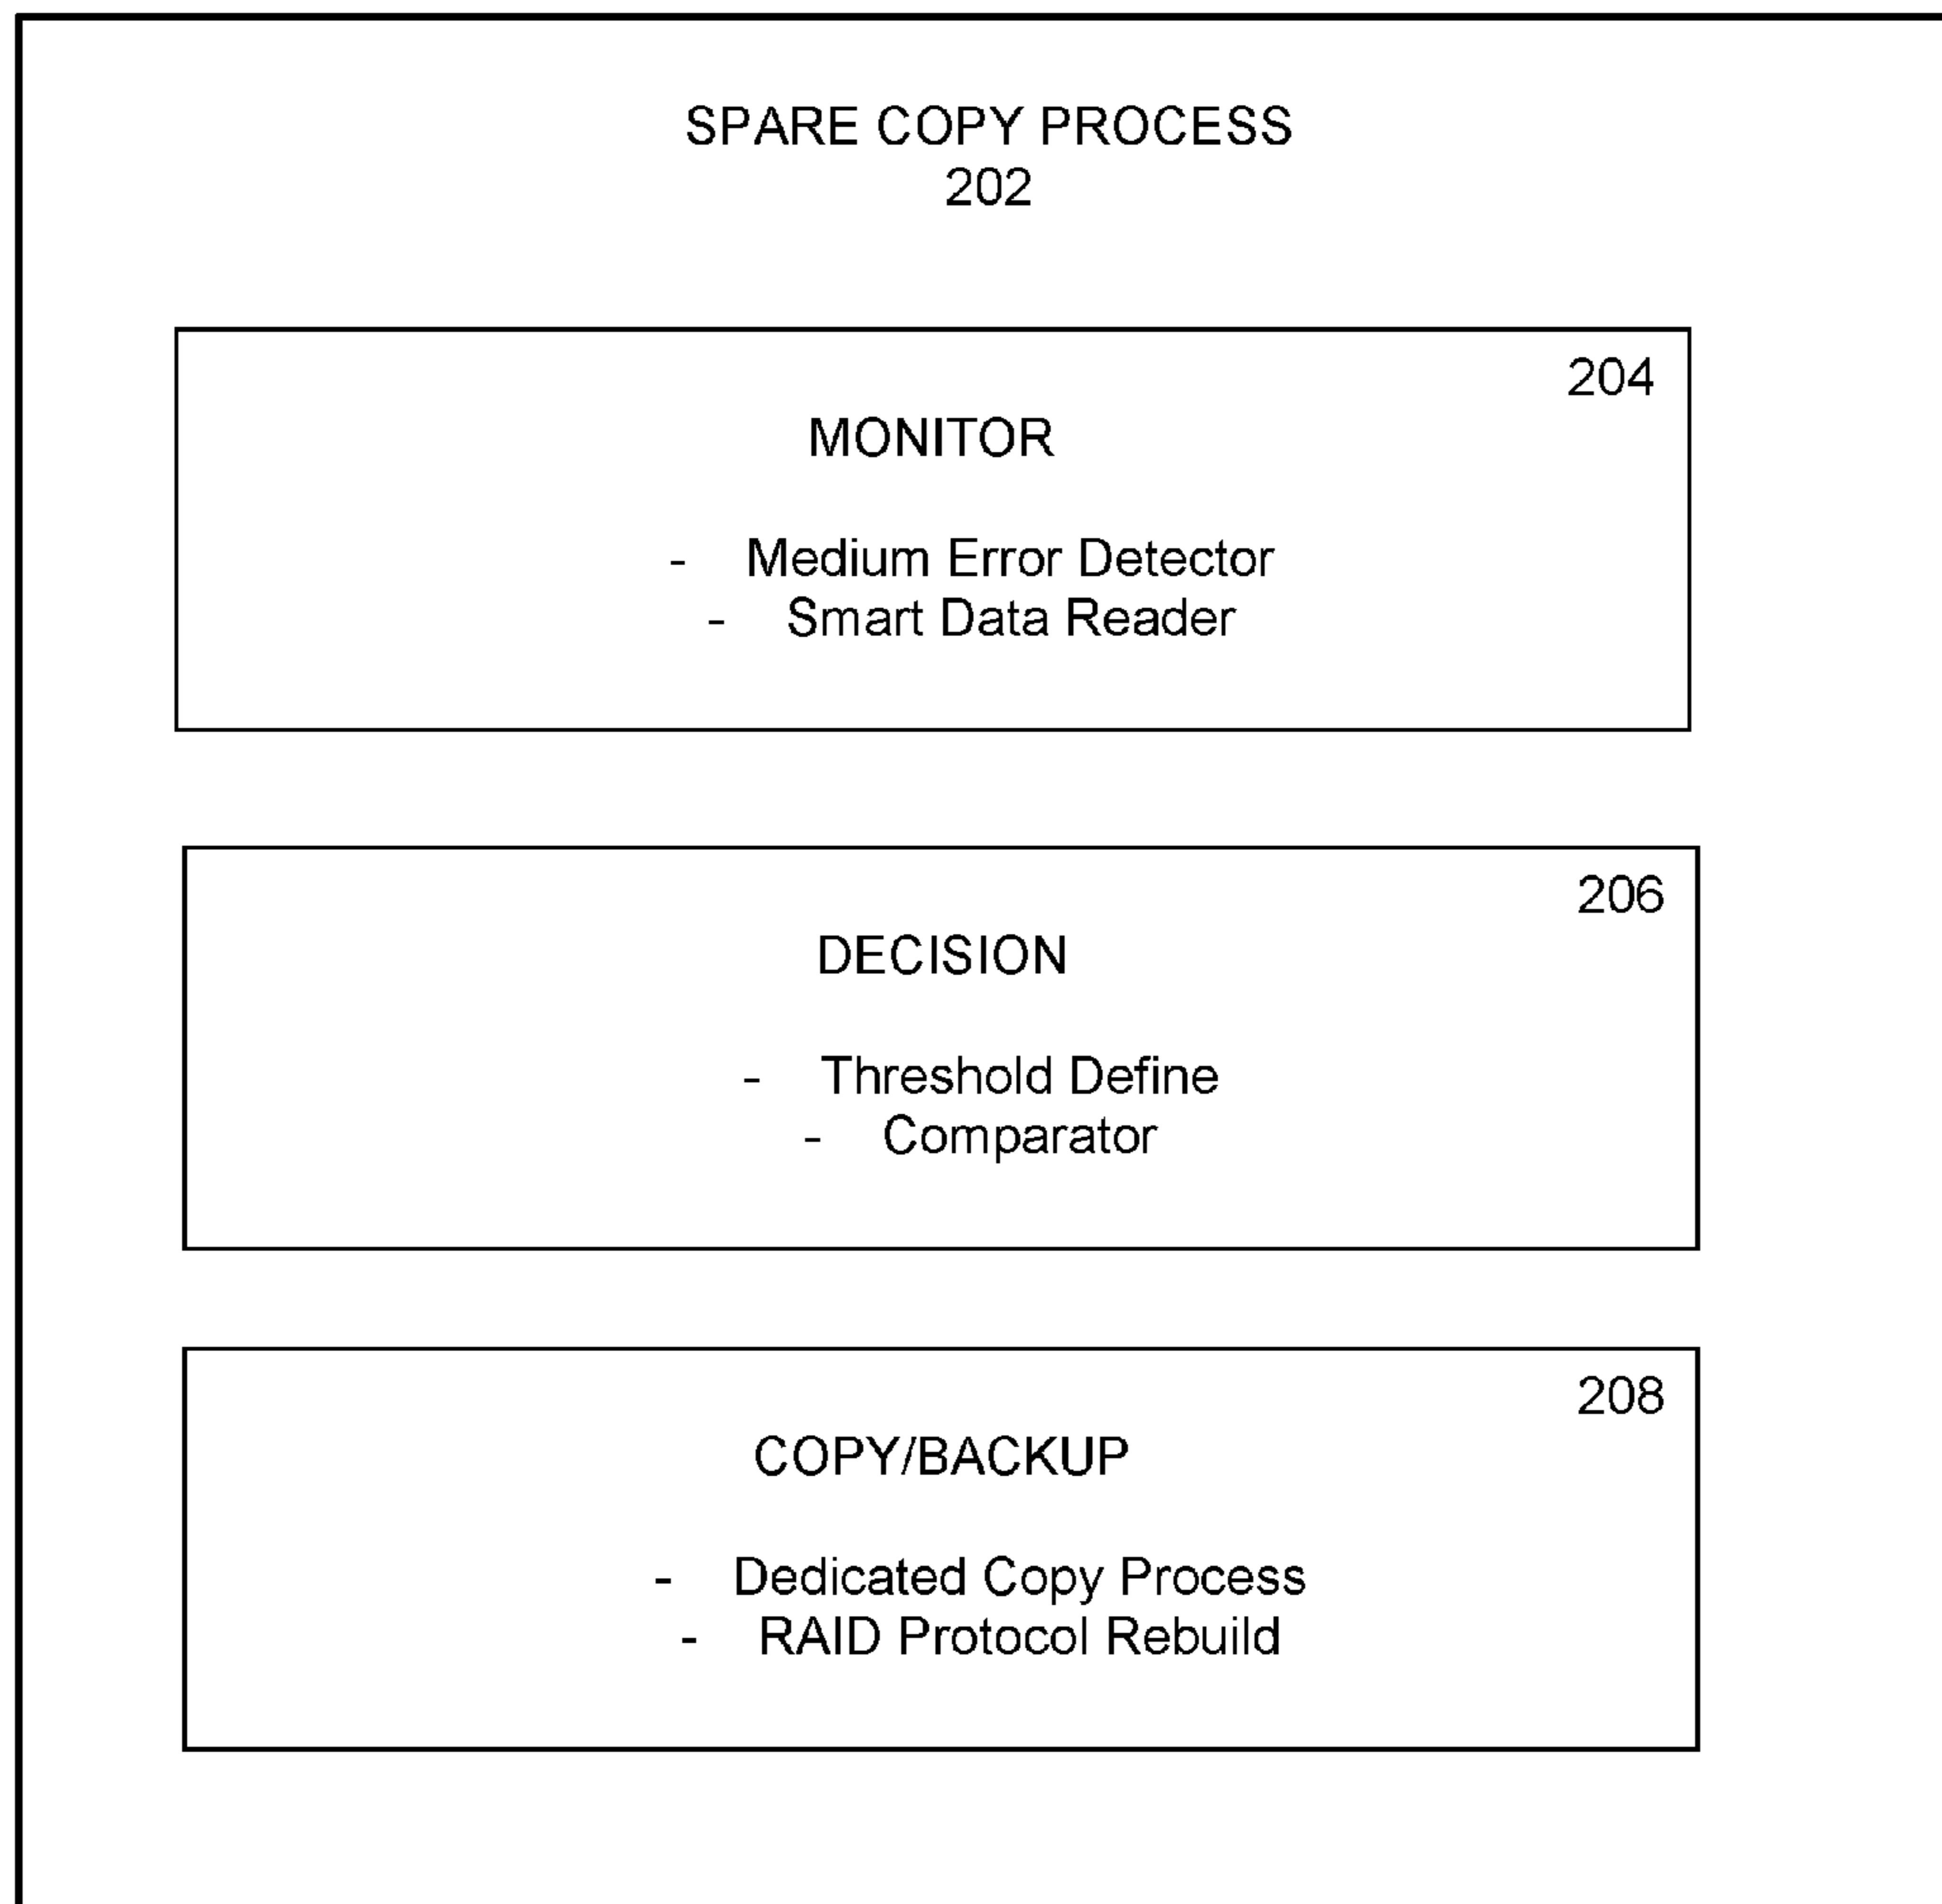 SPARE COPY PROCESS
202
204
MONITOR
- Medium Error Detector
- Smart Data Reader
206
DECISION
- Threshold Define
- Comparator
208
COPY/BACKUP
- Dedicated Copy Process
- RAID Protocol Rebuild